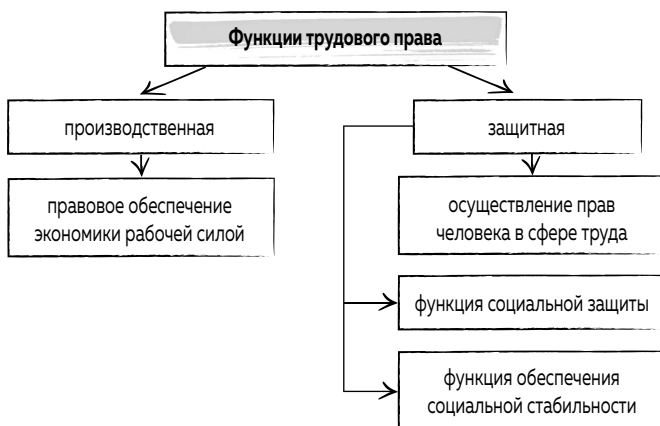 Функции трудового права
производственная
правовое обеспечение
экономики рабочей силой
защитная
осуществление прав
человека в сфере труда
функция социальной защиты
функция обеспечения
социальной стабильности